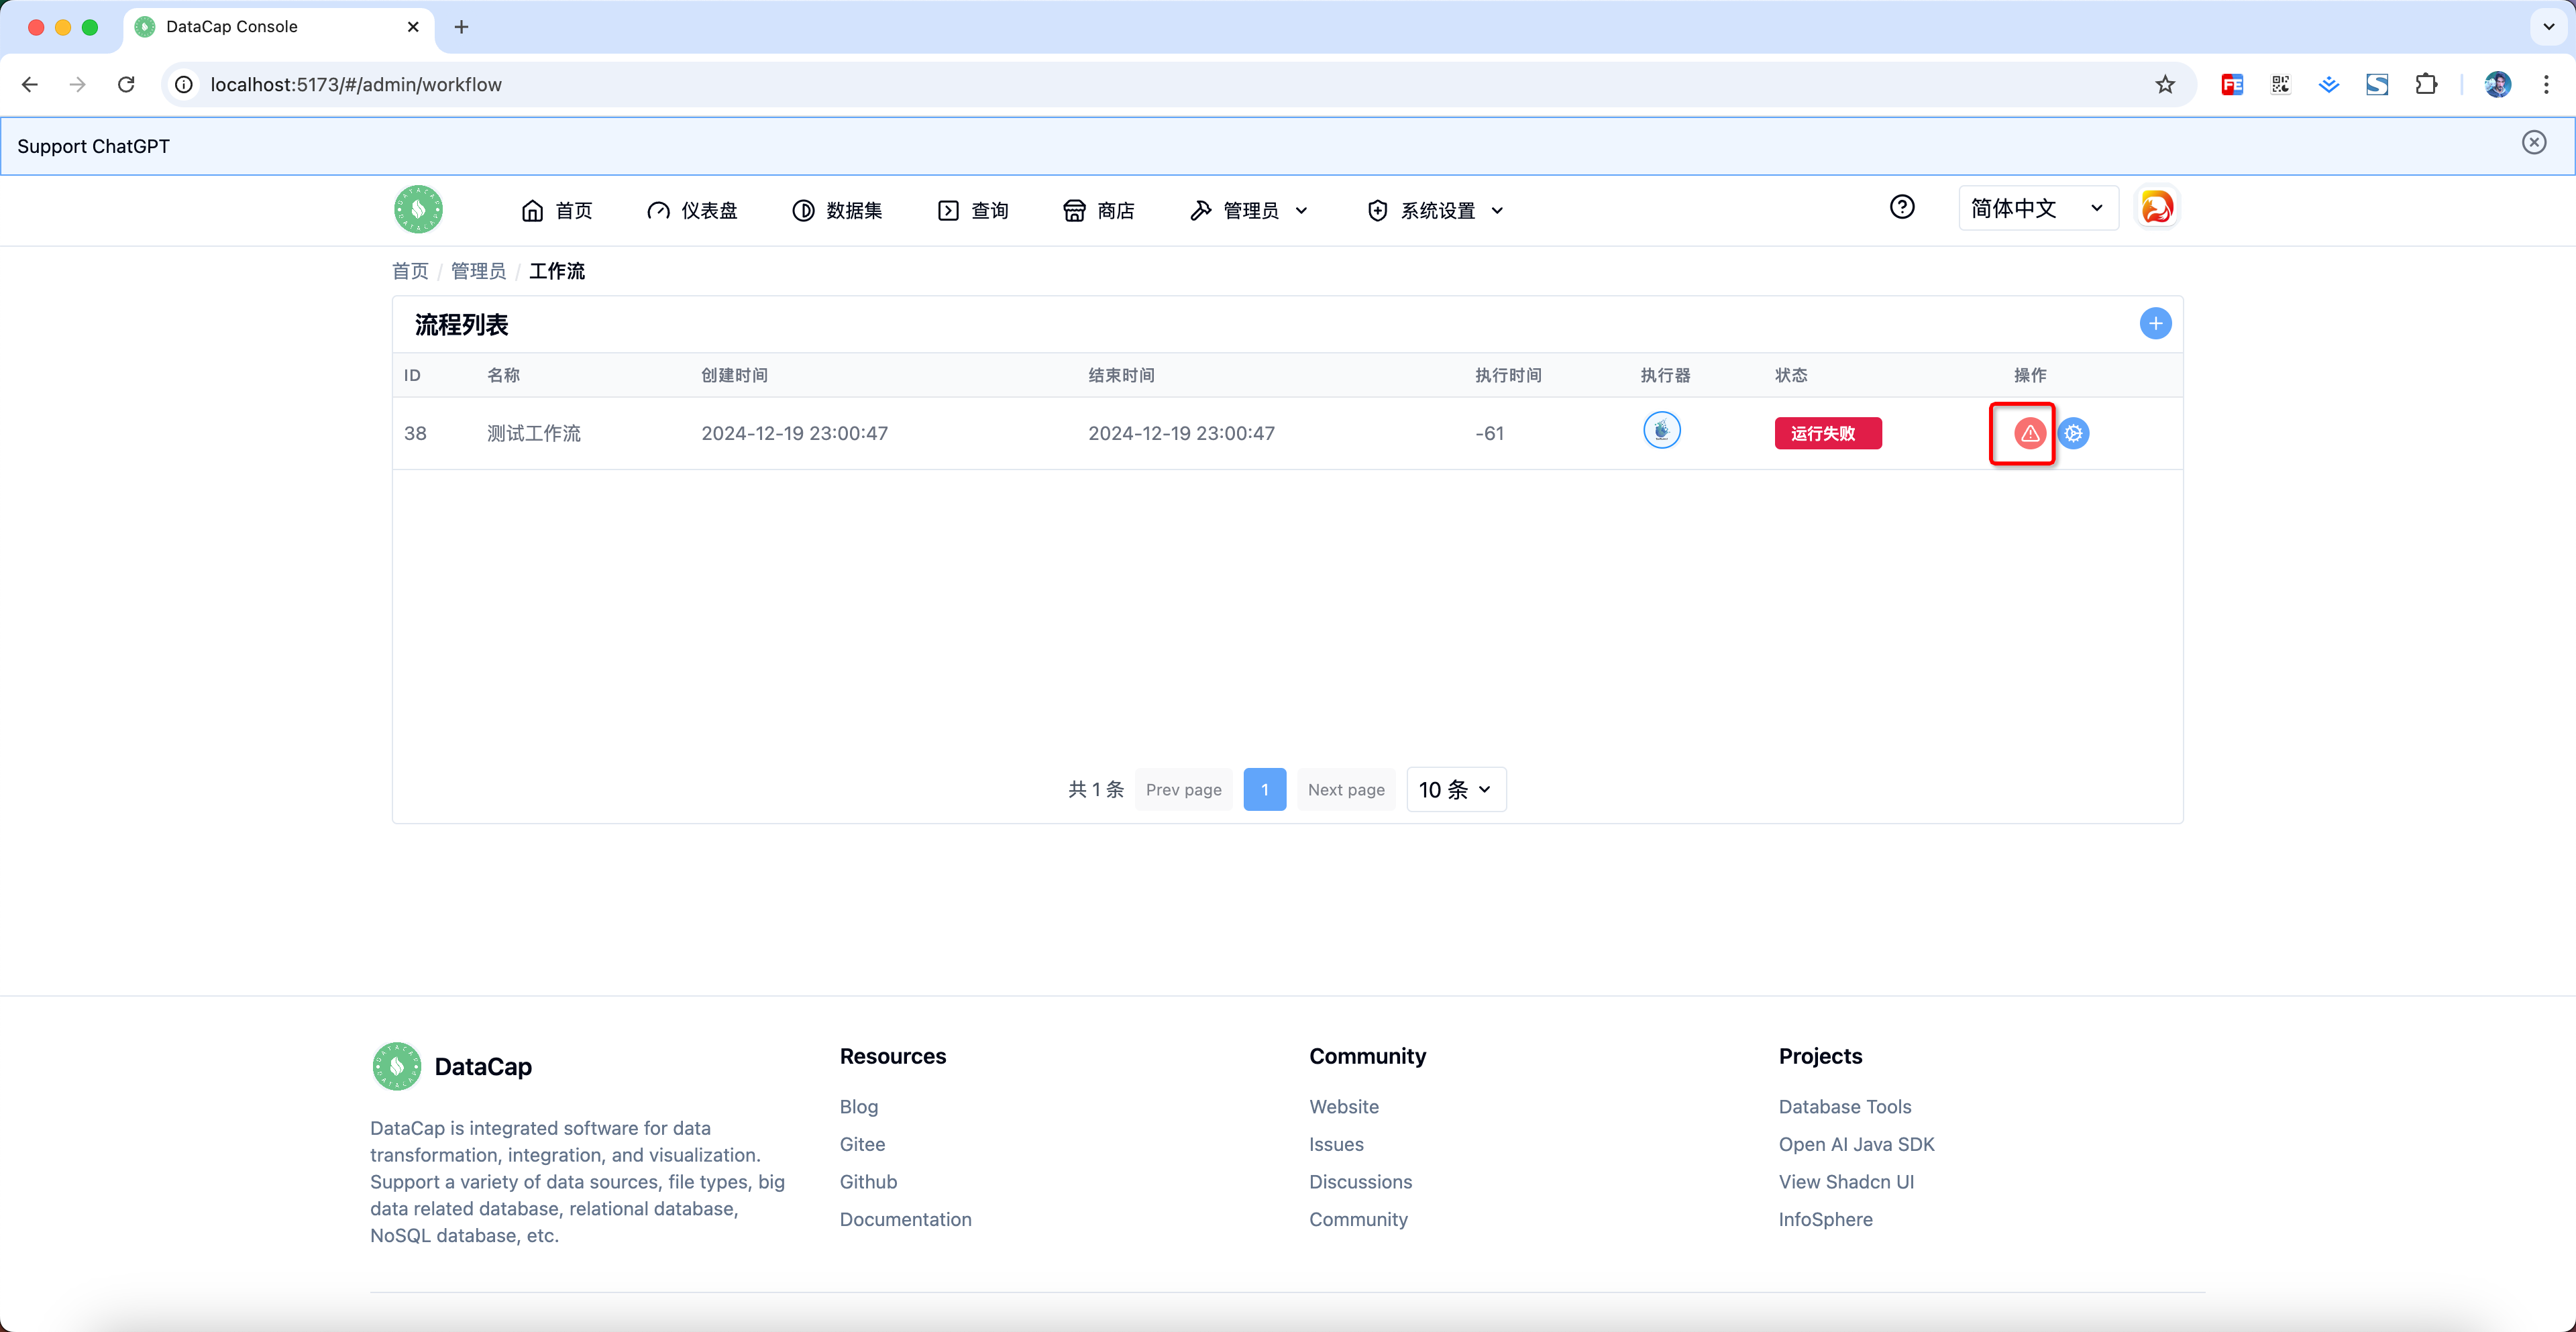 DataCap Console
localhost:5173/#/admin/workflow
Support ChatGPT
首页 仪表盘 数据集 查询 商店 管理员 系统设置 简体中文
首页 / 管理员 / 工作流
流程列表
ID 名称 创建时间 结束时间 执行时间 执行器 状态 操作
38 测试工作流 2024-12-19 23:00:47 2024-12-19 23:00:47 -61 运行失败
共 1 条 Prev page 1 Next page 10 条
DataCap
DataCap is integrated software for data
transformation, integration, and visualization.
Support a variety of data sources, file types, big
data related database, relational database,
NoSQL database, etc.
Resources
Blog
Gitee
Github
Documentation
Community
Website
Issues
Discussions
Community
Projects
Database Tools
Open AI Java SDK
View Shadcn UI
InfoSphere